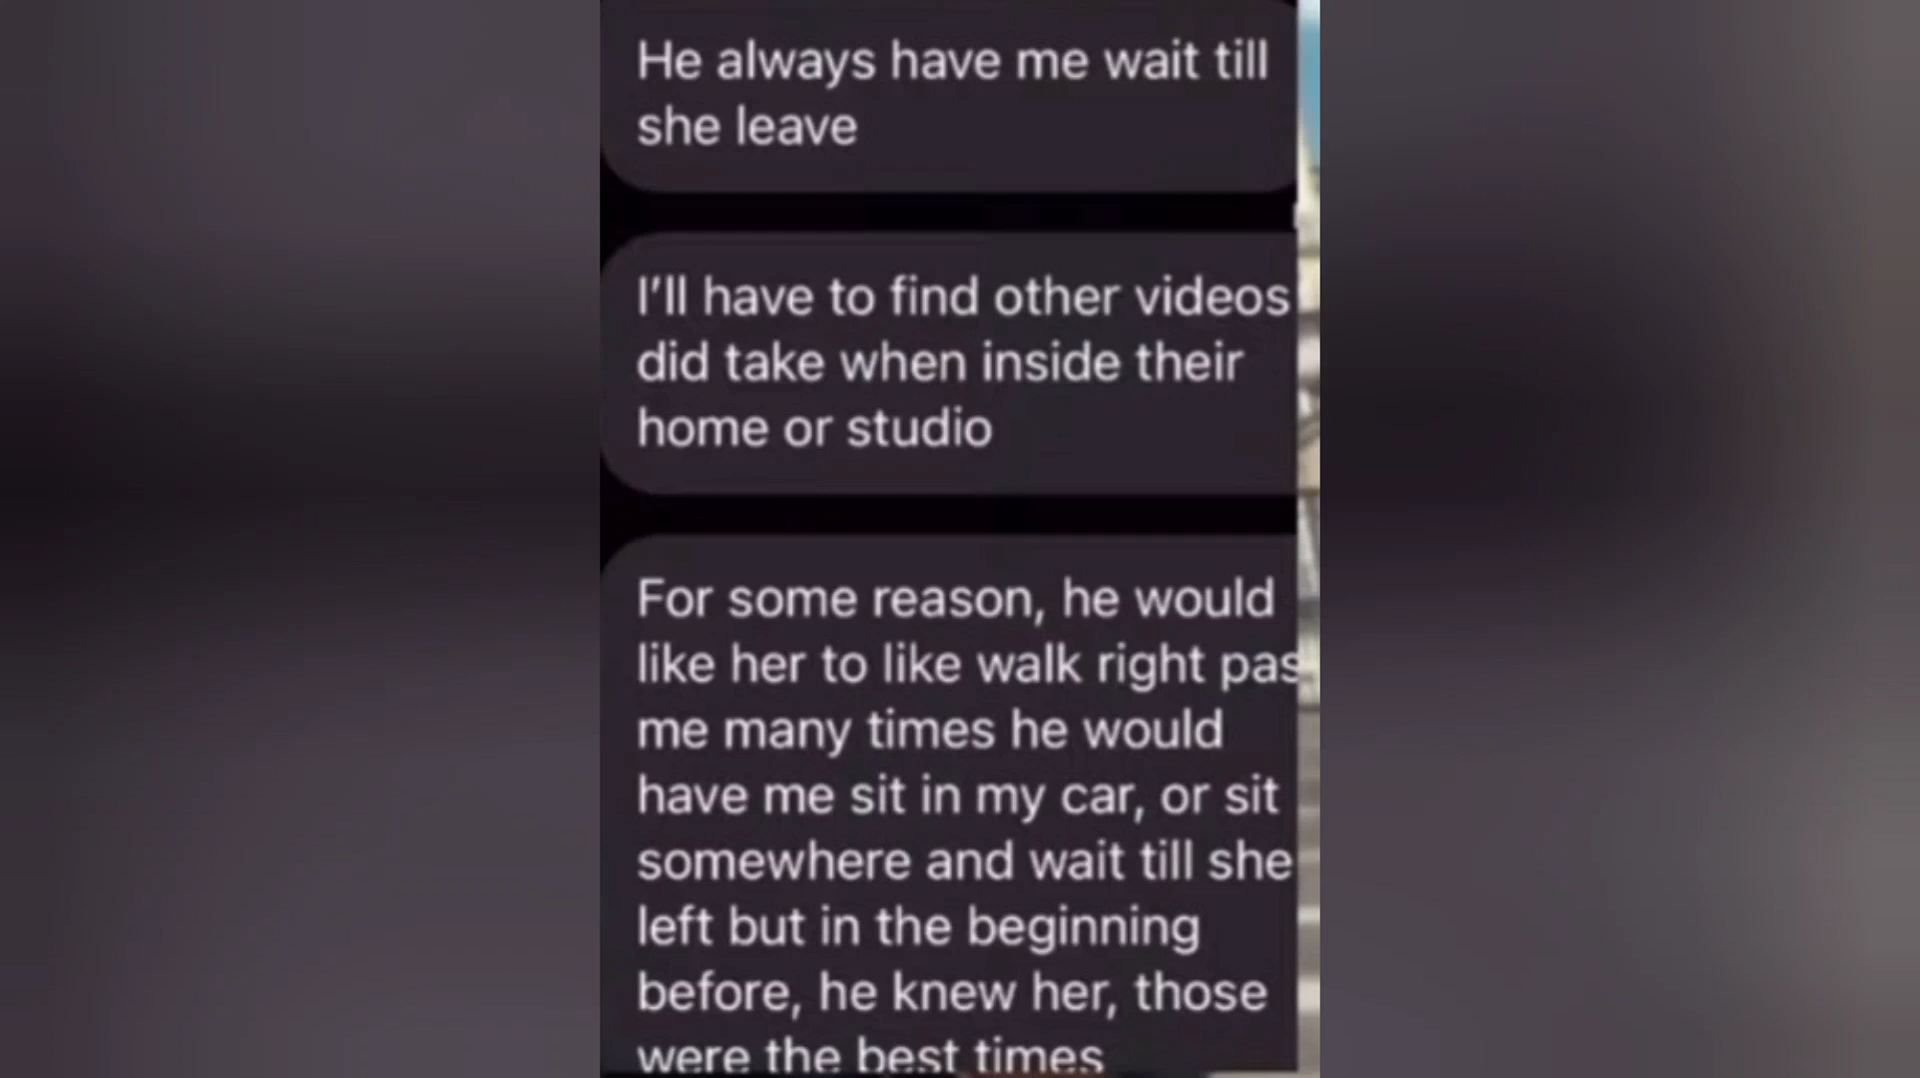 He always have me wait till
she leave
I'll have to find other videos
did take when inside their
home or studio
For some reason, he would
like her to like walk right pas
me many times he would
have me sit in my car, or sit
somewhere and wait till she
left but in the beginning
before, he knew her, those
were the best times